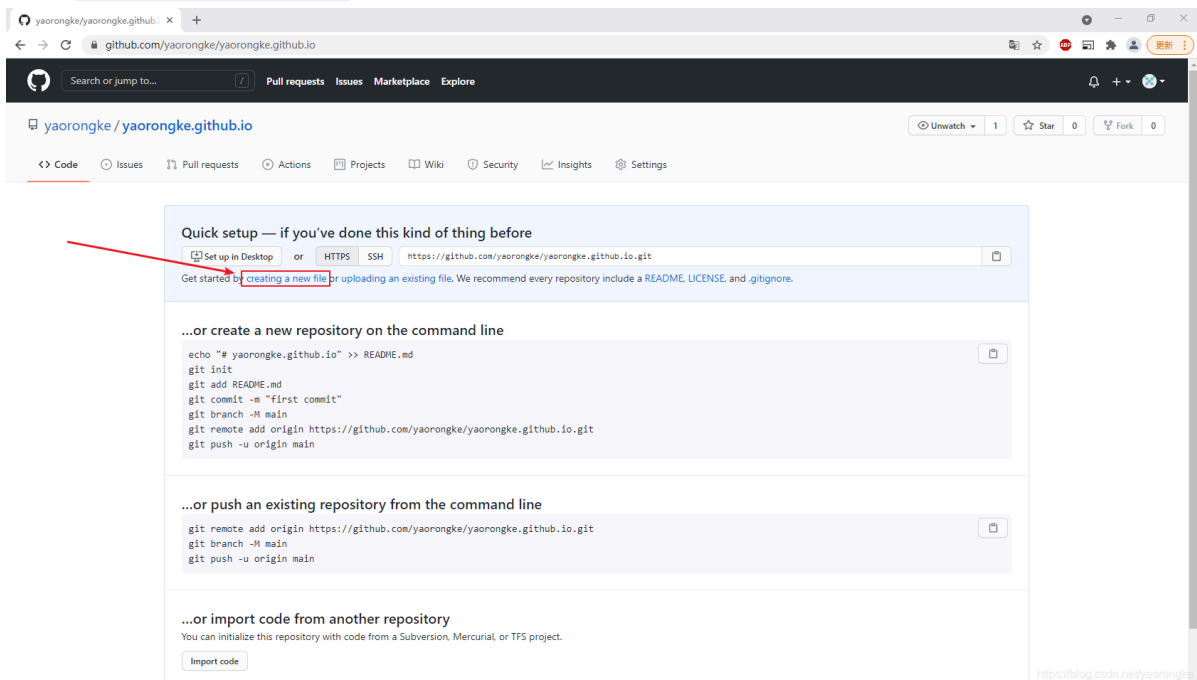 yaorongke/yaorongke.github.
github.com/yaorongke/yaorongke.github.io
ABP
更新
Search or jump to...
/
Pull requests Issues Marketplace Explore
yaorongke / yaorongke.github.io
Unwatch 1 Star 0 Fork 0
<> Code Issues Pull requests Actions Projects Wiki Security Insights Settings
Quick setup — if you've done this kind of thing before
Set up in Desktop or HTTPS SSH https://github.com/yaorongke/yaorongke.github.io.git
Get started by creating a new file or uploading an existing file. We recommend every repository include a README, LICENSE, and .gitignore.
...or create a new repository on the command line
echo "# yaorongke.github.io" >> README.md
git init
git add README.md
git commit -m "first commit"
git branch -M main
git remote add origin https://github.com/yaorongke/yaorongke.github.io.git
git push -u origin main
...or push an existing repository from the command line
git remote add origin https://github.com/yaorongke/yaorongke.github.io.git
git branch -M main
git push -u origin main
...or import code from another repository
You can initialize this repository with code from a Subversion, Mercurial, or TFS project.
Import code
https://blog.csdn.net/yaorongke